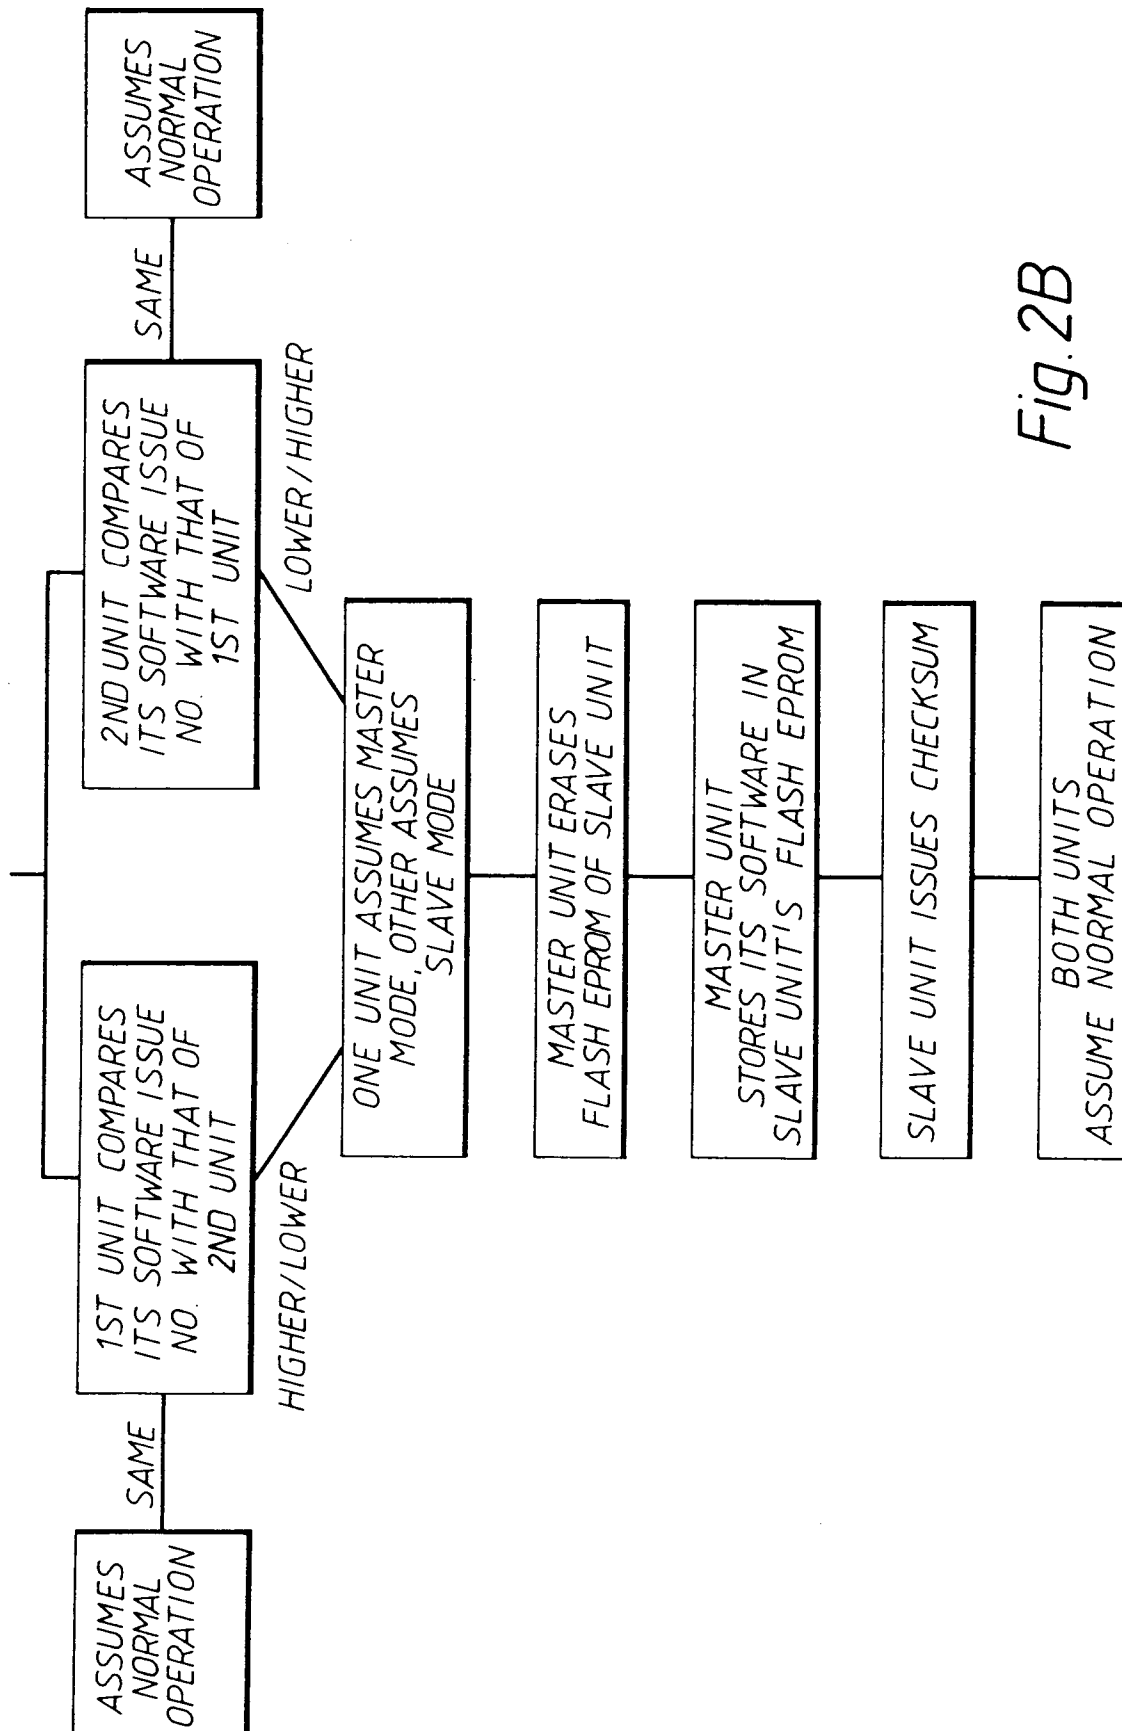 ASSUMES
NORMAL
OPERATION
SAME
1ST UNIT COMPARES
ITS SOFTWARE ISSUE
NO. WITH THAT OF
2ND UNIT
2ND UNIT COMPARES
ITS SOFTWARE ISSUE
NO. WITH THAT OF
1ST UNIT
SAME
ASSUMES
NORMAL
OPERATION
HIGHER/LOWER
LOWER/HIGHER
ONE UNIT ASSUMES MASTER
MODE, OTHER ASSUMES
SLAVE MODE
MASTER UNIT ERASES
FLASH EPROM OF SLAVE UNIT
MASTER UNIT
STORES ITS SOFTWARE IN
SLAVE UNIT'S FLASH EPROM
SLAVE UNIT ISSUES CHECKSUM
BOTH UNITS
ASSUME NORMAL OPERATION
Fig.2B